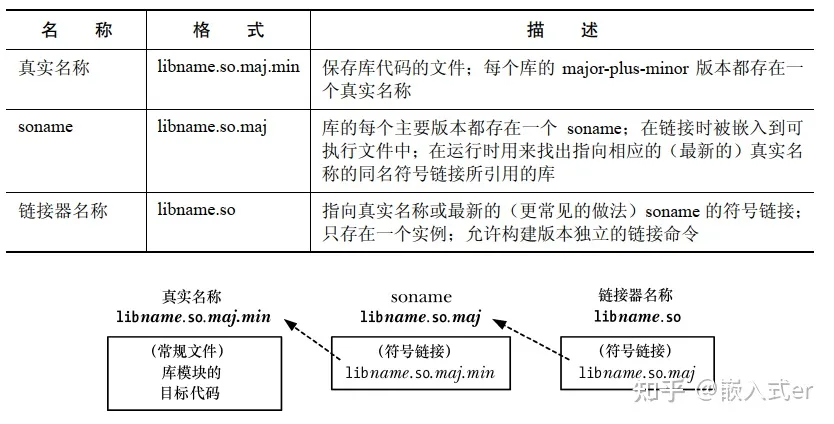 名 称 格 式 描 述
真实名称 libname.so.maj.min 保存库代码的文件；每个库的 major-plus-minor 版本都存在一
个真实名称
soname libname.so.maj 库的每个主要版本都存在一个 soname；在链接时被嵌入到可
执行文件中；在运行时用来找出指向相应的（最新的）真实名
称的同名符号链接所引用的库
链接器名称 libname.so 指向真实名称或最新的（更常见的做法）soname 的符号链接；
只存在一个实例；允许构建版本独立的链接命令
真实名称 soname 链接器名称
libname.so.maj.min libname.so.maj libname.so
（常规文件） （符号链接） （符号链接）
库模块的 libname.so.maj.min libname.so.maj
目标代码
知乎 @嵌入式er